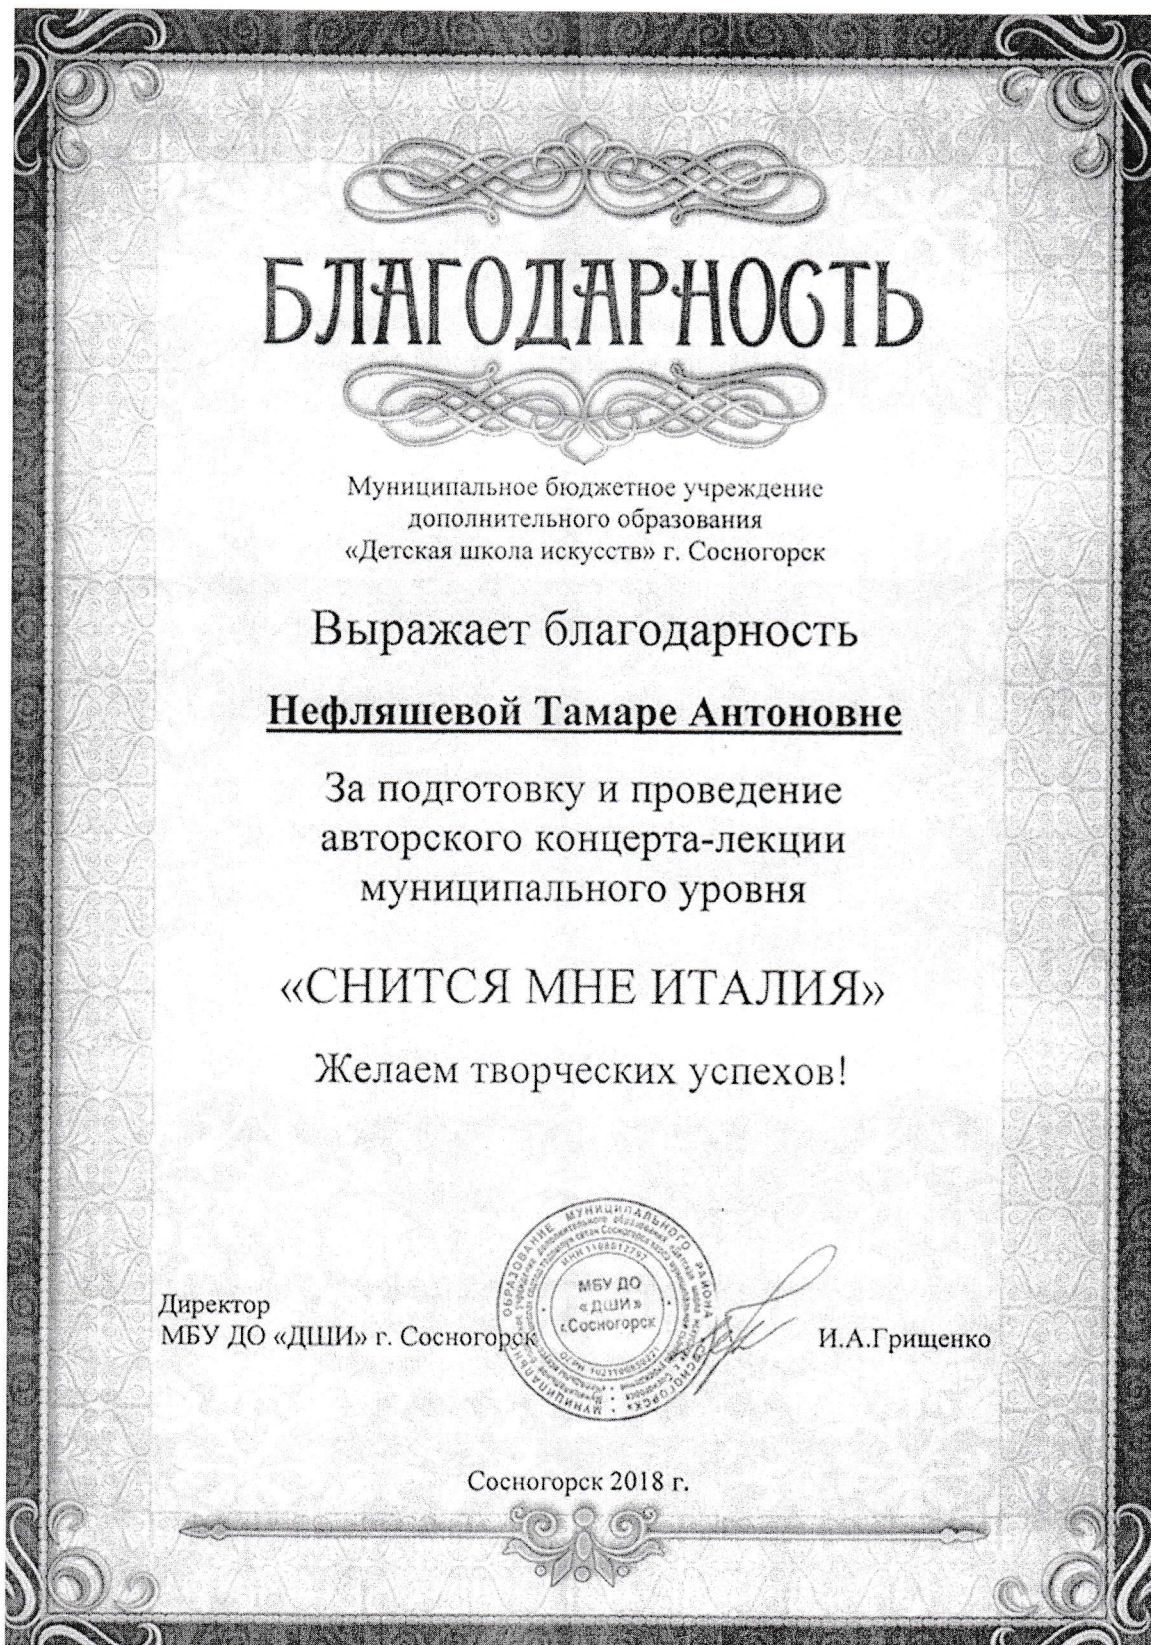 БЛАГОДАРНОСТЬ
Муниципальное бюджетное учреждение
дополнительного образования
«Детская школа искусств» г. Сосногорск
Выражает благодарность
Нефляшевой Тамаре Антоновне
За подготовку и проведение
авторского концерта-лекции
муниципального уровня
«СНИТСЯ МНЕ ИТАЛИЯ»
Желаем творческих успехов!
Директор
МБУ ДО «ДШИ» г. Сосногорск
И.А.Грищенко
МБУ ДО
«ДШИ»
г.Сосногорск
Сосногорск 2018 г.